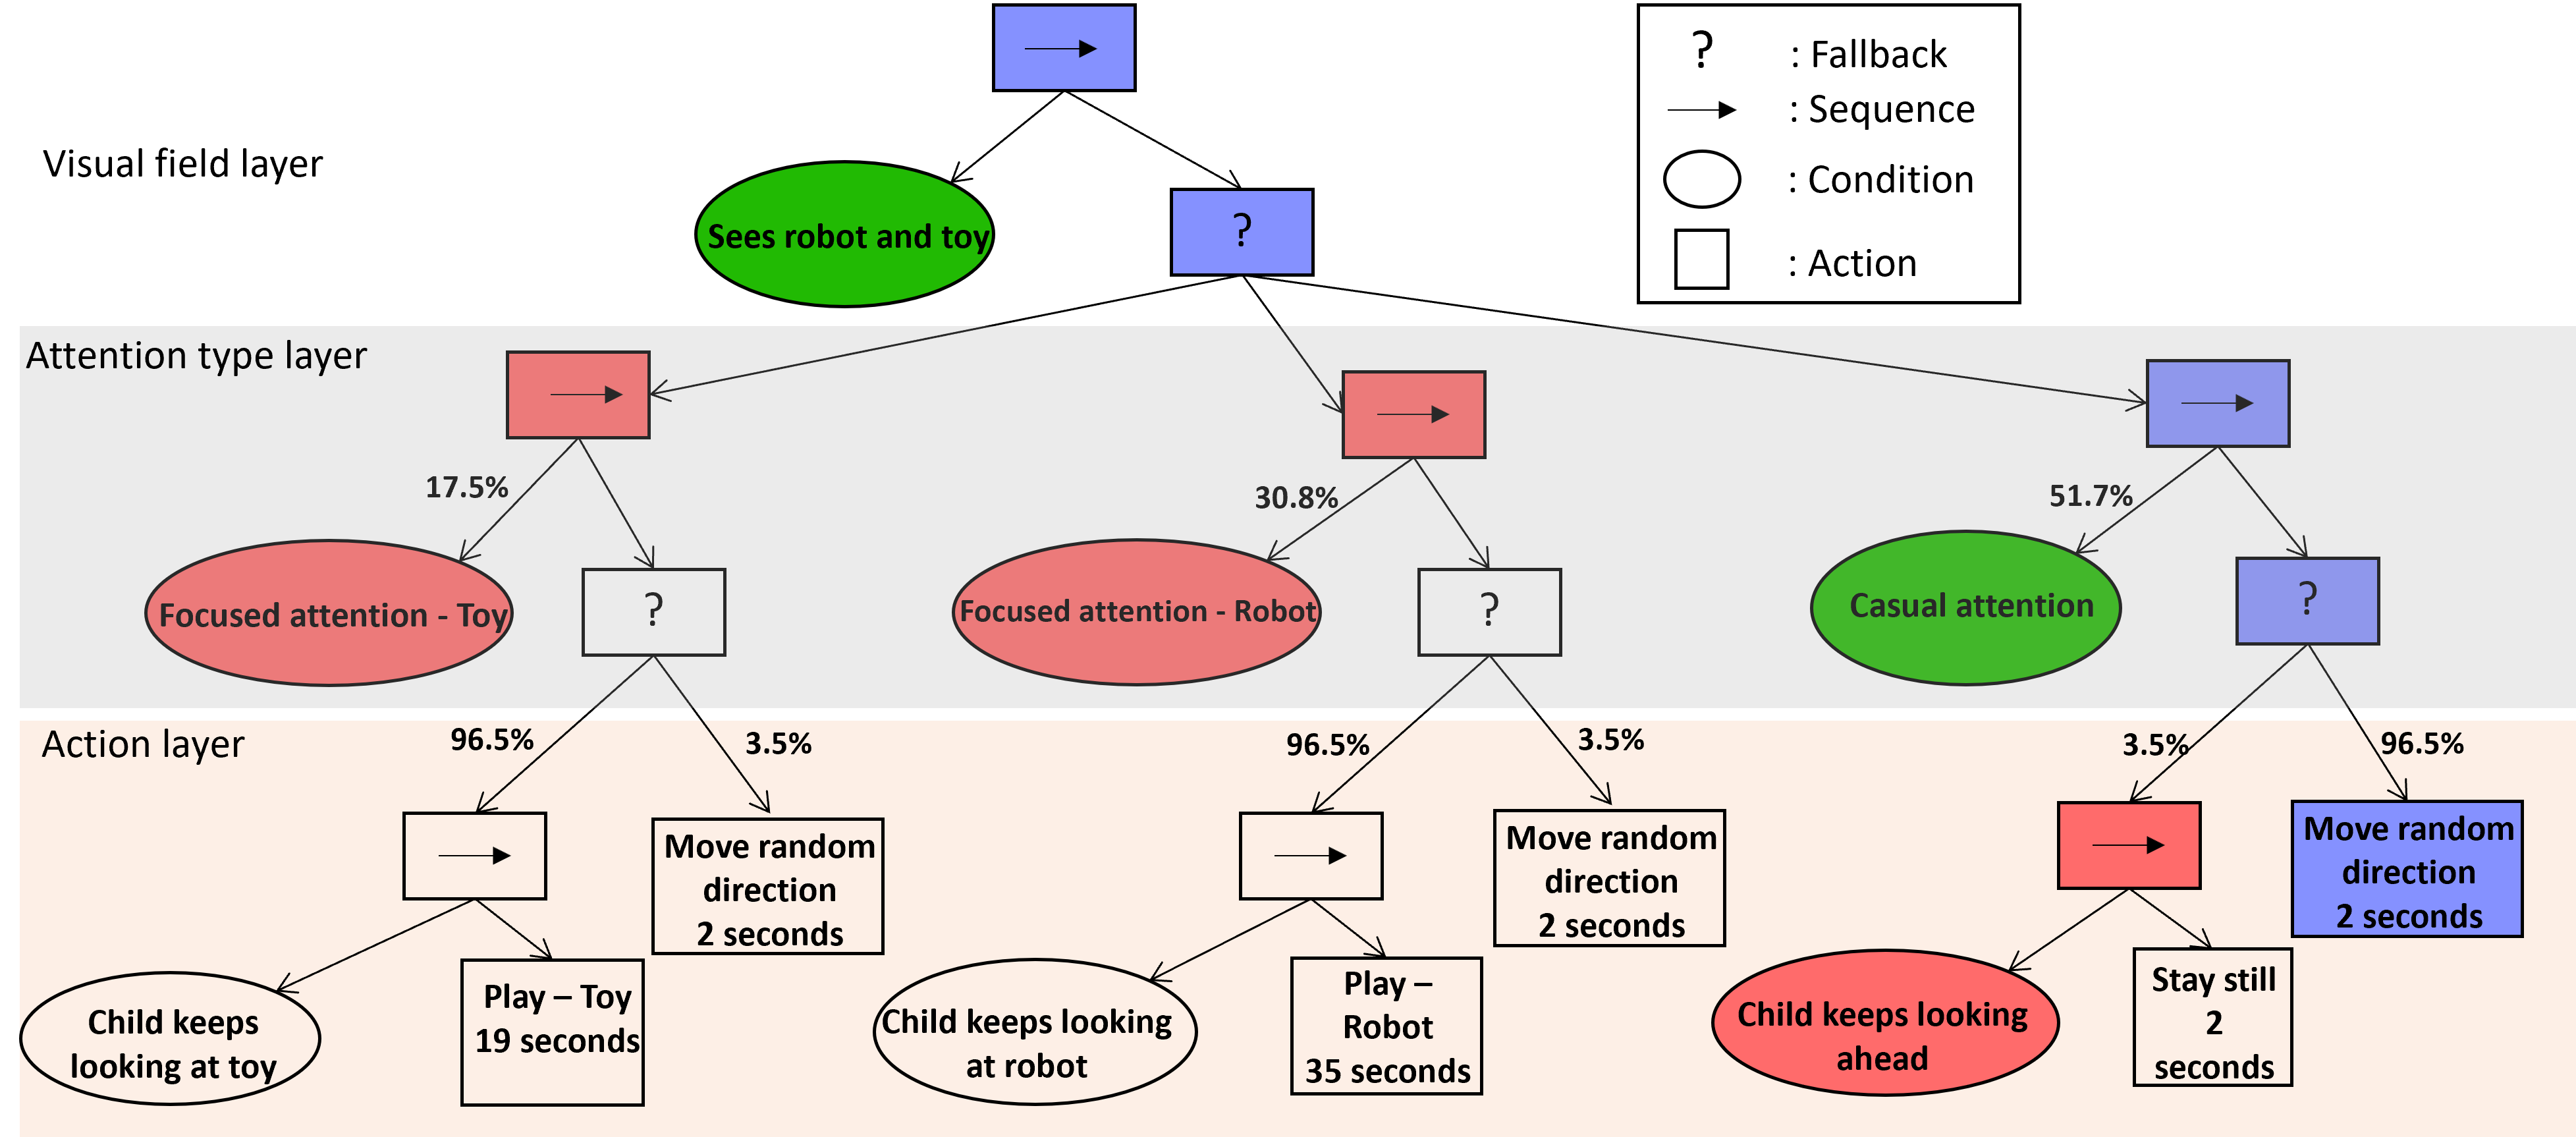 ?
: Fallback
: Sequence
: Condition
: Action
Visual field layer
Sees robot and toy
?
Attention type layer
17.5%
30.8%
51.7%
Focused attention - Toy
?
Focused attention - Robot
?
Casual attention
?
Action layer
96.5%
3.5%
96.5%
3.5%
3.5%
96.5%
Move random
direction
2 seconds
Move random
direction
2 seconds
Move random
direction
2 seconds
Child keeps
looking at toy
Play – Toy
19 seconds
Child keeps looking
at robot
Play –
Robot
35 seconds
Child keeps looking
ahead
Stay still
2
seconds